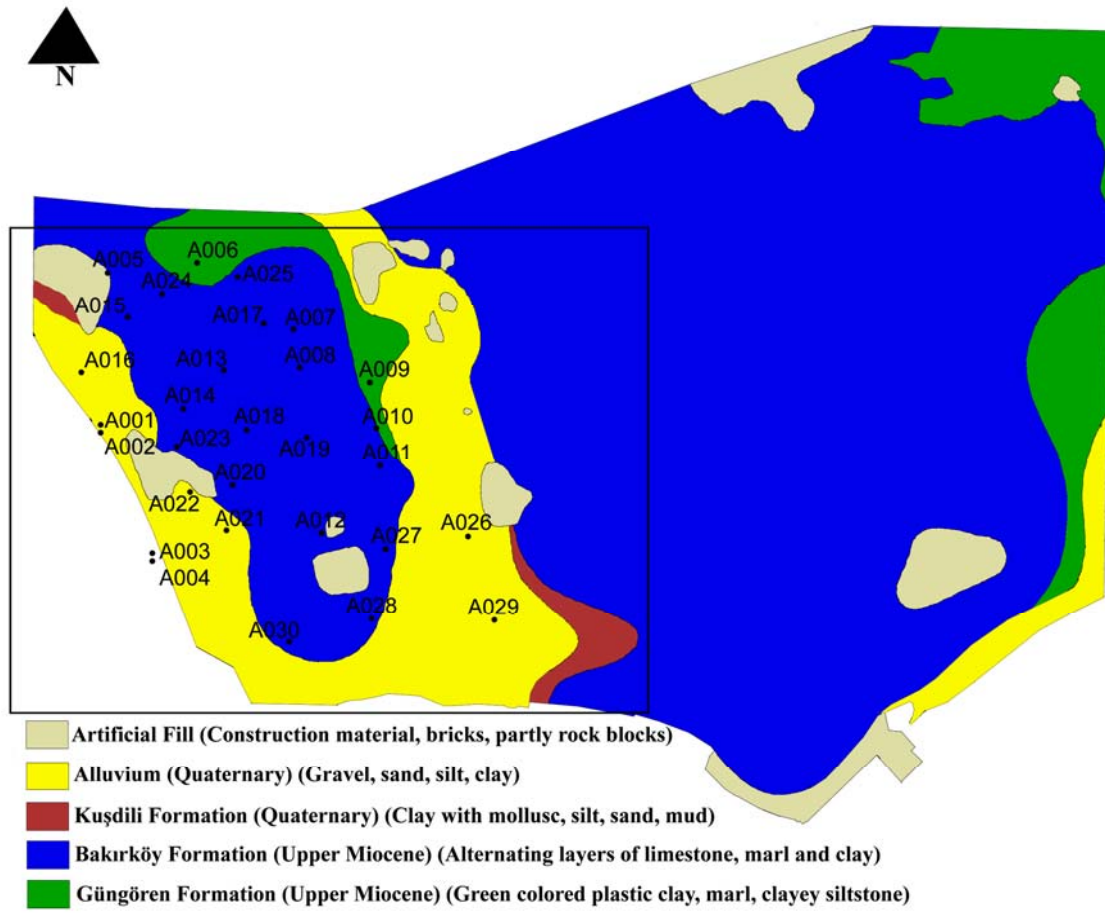 N
A006
A005
A025
A024
A015
A017
A007
A016
A013
A008
A009
A014
A001
A018
A010
A002
A023
A019
A011
A020
A022
A021
A012
A026
A027
A003
A004
A028
A029
A030
Artificial Fill (Construction material, bricks, partly rock blocks)
Alluvium (Quaternary) (Gravel, sand, silt, clay)
Kuşdili Formation (Quaternary) (Clay with mollusc, silt, sand, mud)
Bakırköy Formation (Upper Miocene) (Alternating layers of limestone, marl and clay)
Güngören Formation (Upper Miocene) (Green colored plastic clay, marl, clayey siltstone)